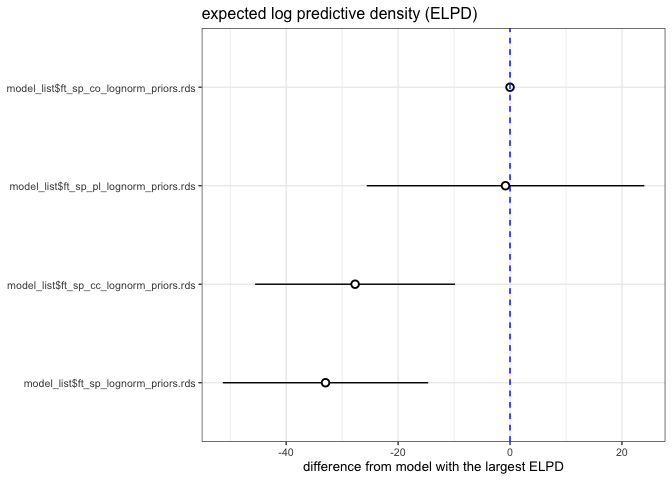 expected log predictive density (ELPD)
model_list$ft_sp_co_lognorm_priors.rds
model_list$ft_sp_pl_lognorm_priors.rds
model_list$ft_sp_cc_lognorm_priors.rds
model_list$ft_sp_lognorm_priors.rds
-40 -20 0 20
difference from model with the largest ELPD